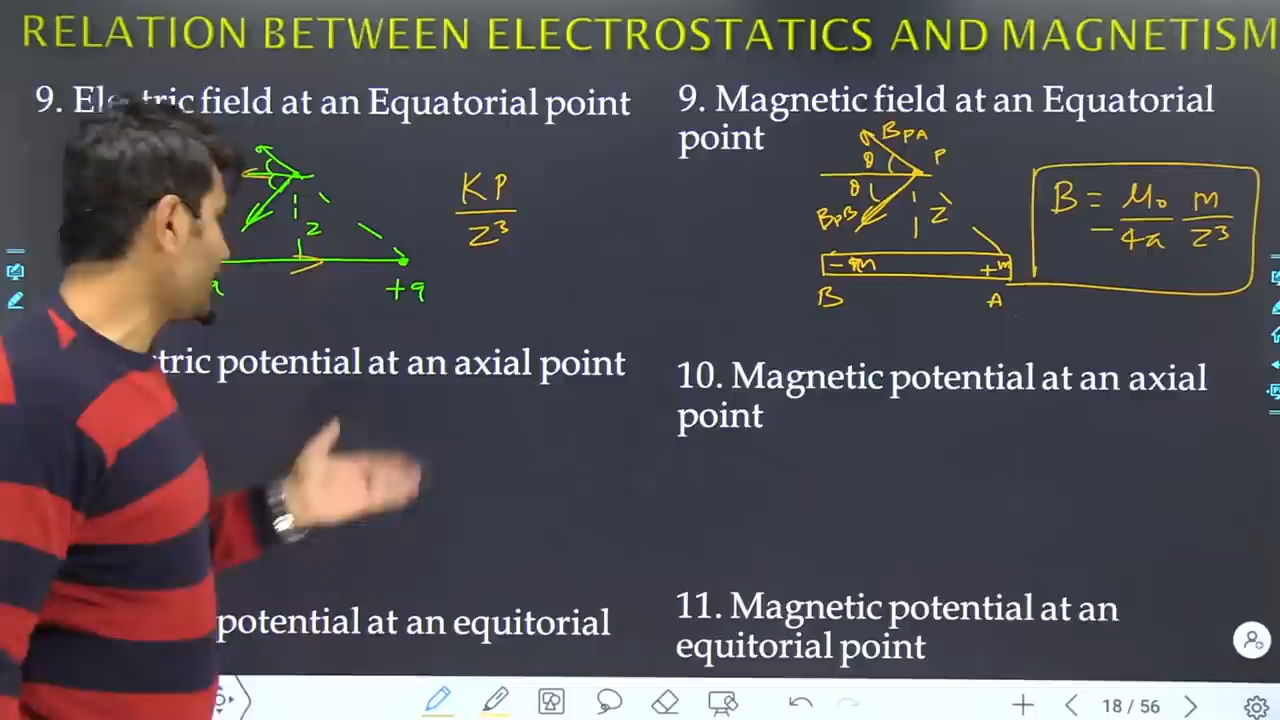 RELATION BETWEEN ELECTROSTATICS AND MAGNETISM
9. Electric field at an Equatorial point
z
+q
KP
z³
tric potential at an axial point
potential at an equitorial
9. Magnetic field at an Equatorial
point
BPA
P
θ
θ
BPB
z
-m
+m
B
A
B = μ₀ m
4π z³
10. Magnetic potential at an axial
point
11. Magnetic potential at an
equitorial point
18 / 56